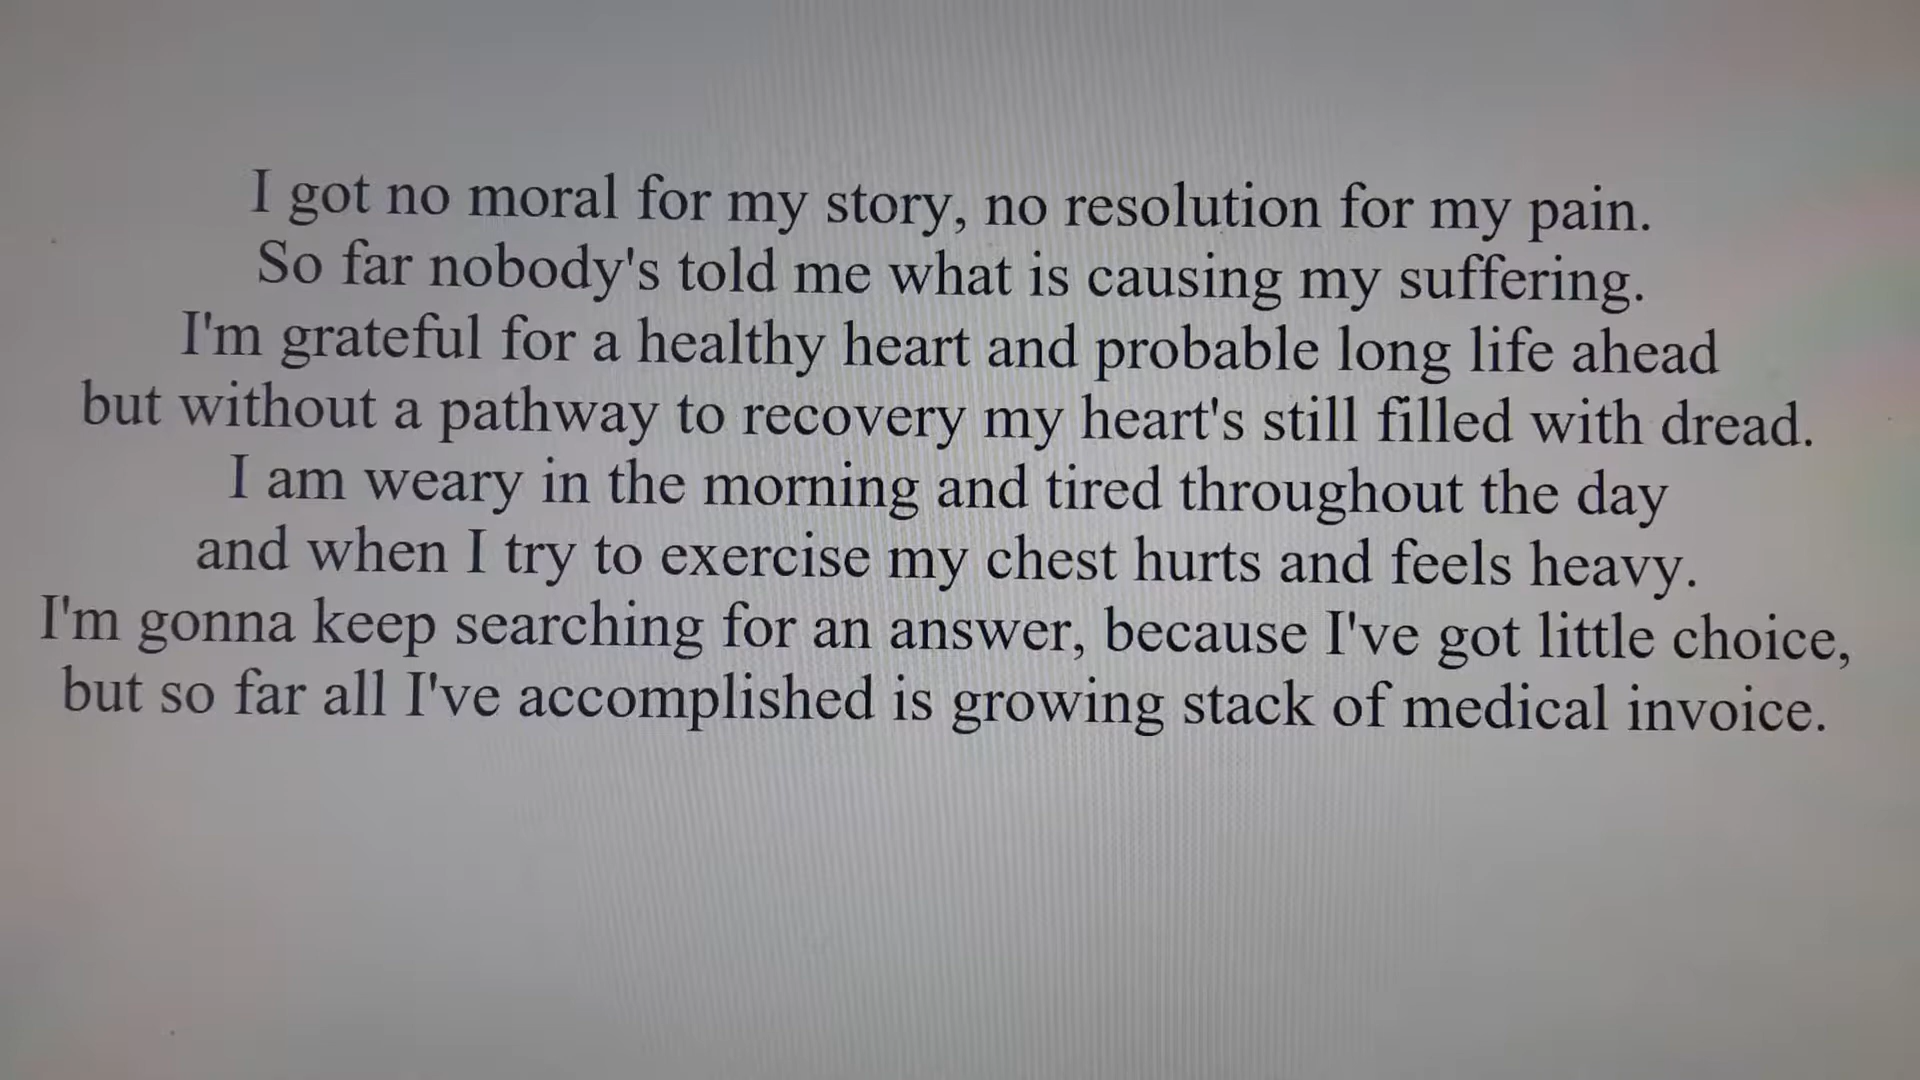 I got no moral for my story, no resolution for my pain.
So far nobody's told me what is causing my suffering.
I'm grateful for a healthy heart and probable long life ahead
but without a pathway to recovery my heart's still filled with dread.
I am weary in the morning and tired throughout the day
and when I try to exercise my chest hurts and feels heavy.
I'm gonna keep searching for an answer, because I've got little choice,
but so far all I've accomplished is growing stack of medical invoice.